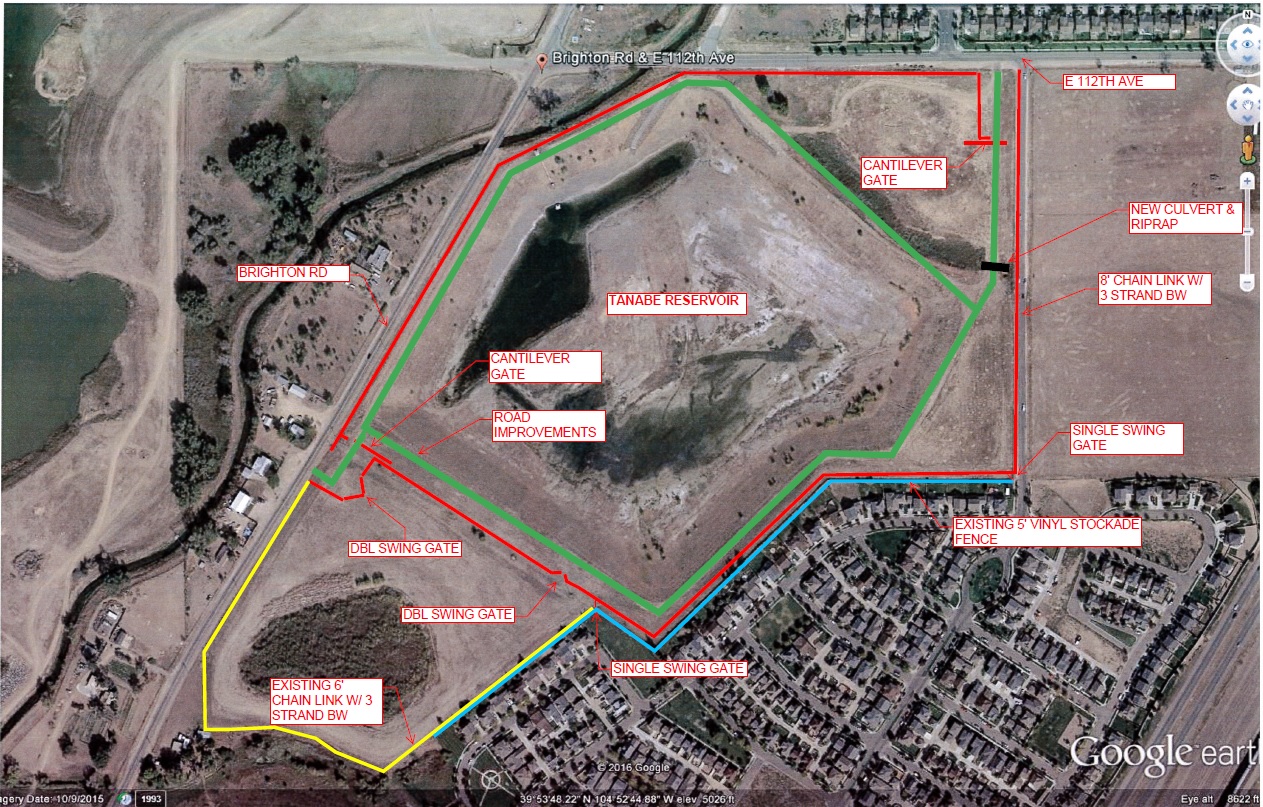 Brighton Rd & E 112th Ave
N
E 112TH AVE
CANTILEVER
GATE
NEW CULVERT &
RIPRAP
BRIGHTON RD
8' CHAIN LINK W/
3 STRAND BW
TANABE RESERVOIR
CANTILEVER
GATE
ROAD
IMPROVEMENTS
SINGLE SWING
GATE
EXISTING 5' VINYL STOCKADE
FENCE
DBL SWING GATE
DBL SWING GATE
SINGLE SWING GATE
EXISTING 6'
CHAIN LINK W/ 3
STRAND BW
Google eart
© 2016 Google
agery Date: 10/9/2015 1993 39°53'48.22" N 104°52'44.88" W elev 5026 ft Eye alt 8622 ft